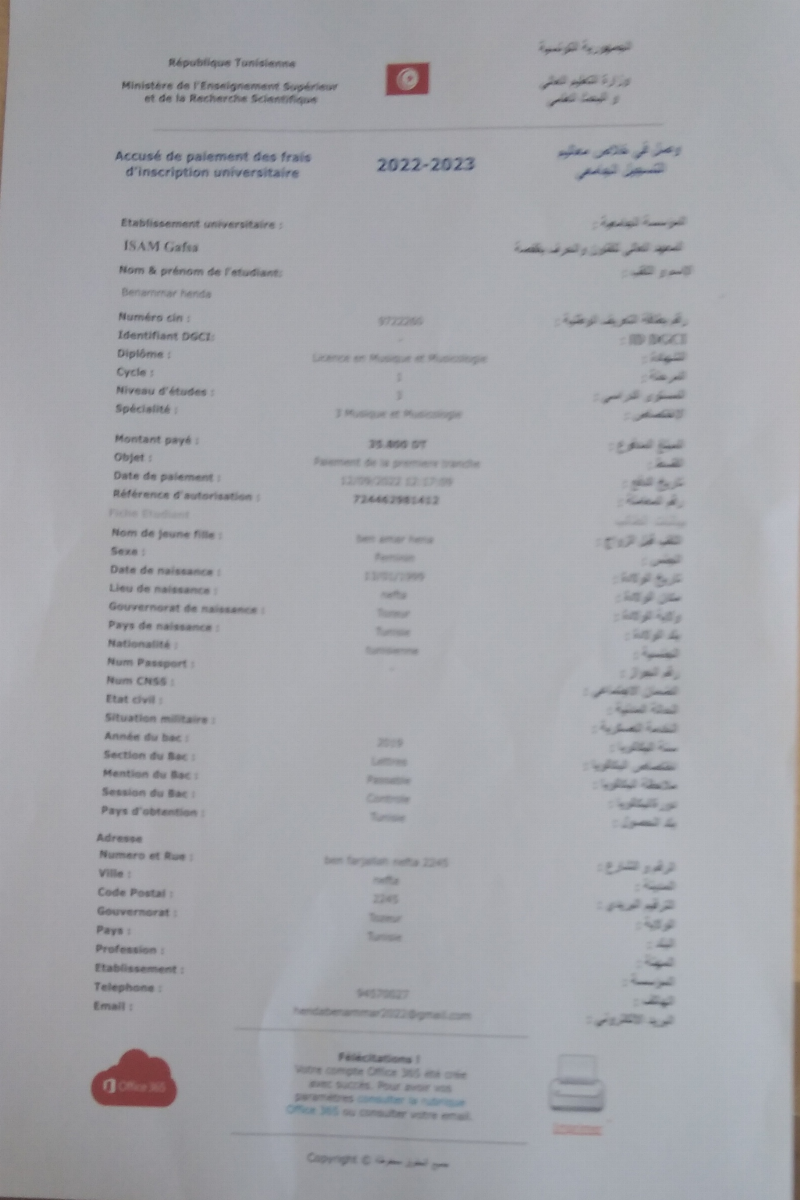 République Tunisienne
الجمهورية التونسية
Ministère de l'Enseignement Supérieur
et de la Recherche Scientifique
وزارة التعليم العالي
و البحث العلمي
Accusé de paiement des frais
d'inscription universitaire
2022-2023
وصل في خلاص معاليم
التسجيل الجامعي
Etablissement universitaire :
المؤسسة الجامعية :
ISAM Gafsa
المعهد العالي للفنون والحرف بقفصة
Nom & prénom de l'etudiant:
الإسم و اللقب :
Benammar henda
Numéro cin : 9722260 رقم بطاقة التعريف الوطنية :
Identifiant DGCI: - ID DGCI :
Diplôme : Licence en Musique et Musicologie الشهادة :
Cycle : 1 المرحلة :
Niveau d'études : 3 المستوى الدراسي :
Spécialité : 3 Musique et Musicologie الاختصاص :
Montant payé : DT المبلغ المدفوع :
Objet : Paiement de la premiere tranche القسط :
Date de paiement : 12/09/2022 تاريخ الدفع :
Référence d'autorisation : 724462981412 رقم المعاملة :
Fiche Etudiant بيانات الطالب
Nom de jeune fille : ben amar اللقب قبل الزواج :
Sexe : Feminin الجنس :
Date de naissance : تاريخ الولادة :
Lieu de naissance : nefta مكان الولادة :
Gouvernorat de naissance : Tozeur ولاية الولادة :
Pays de naissance : Tunisie بلد الولادة :
Nationalité : tunisienne الجنسية :
Num Passport : - رقم الجواز :
Num CNSS : الضمان الاجتماعي :
Etat civil : الحالة المدنية :
Situation militaire : الخدمة العسكرية :
Année du bac : 2019 سنة البكالوريا :
Section du Bac : Lettres اختصاص البكالوريا :
Mention du Bac : Passable ملاحظة البكالوريا :
Session du Bac : Controle دورة البكالوريا :
Pays d'obtention : Tunisie بلد الحصول :
Adresse
Numero et Rue : ben farjallah nefta 2245 الرقم و الشارع :
Ville : nefta المدينة :
Code Postal : 2245 الترقيم البريدي :
Gouvernorat : Tozeur الولاية :
Pays : Tunisie البلد :
Profession : المهنة :
Etablissement : المؤسسة :
Telephone : 94570027 الهاتف :
Email : hendabenammar2022@gmail.com البريد الالكتروني :
Office 365
Félécitations !
Votre compte Office 365 été crée
avec succès. Pour avoir vos
paramètres consulter la rubrique
Office 365 ou consulter votre email.
Imprimer
Copyright © جميع الحقوق محفوظة